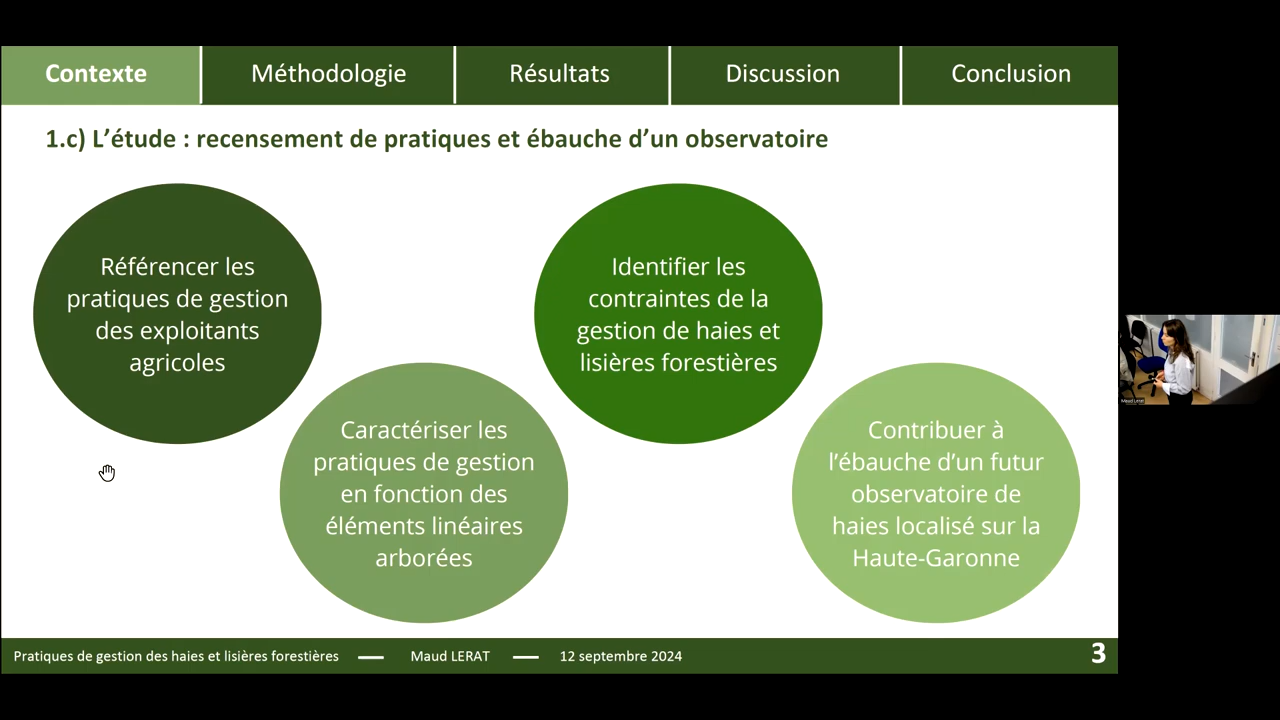 Contexte
Méthodologie
Résultats
Discussion
Conclusion
1.c) L’étude : recensement de pratiques et ébauche d’un observatoire
Référencer les
pratiques de gestion
des exploitants
agricoles
Caractériser les
pratiques de gestion
en fonction des
éléments linéaires
arborées
Identifier les
contraintes de la
gestion de haies et
lisières forestières
Contribuer à
l’ébauche d’un futur
observatoire de
haies localisé sur la
Haute-Garonne
Maud Lerat
Pratiques de gestion des haies et lisières forestières — Maud LERAT — 12 septembre 2024
3